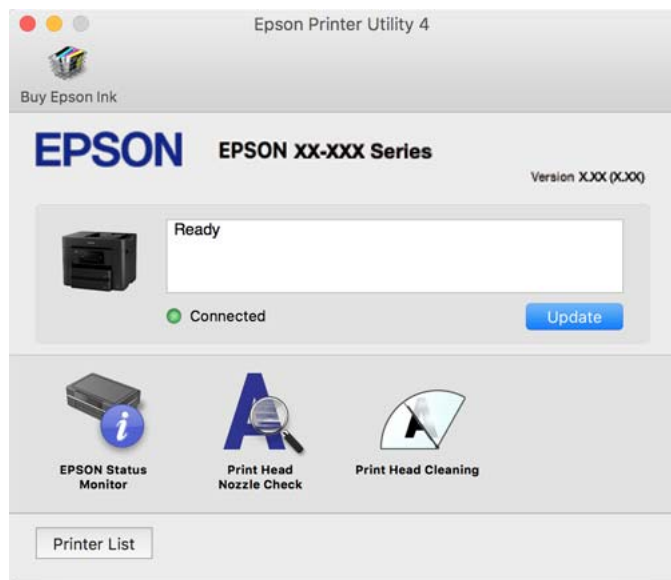 Epson Printer Utility 4
Buy Epson Ink
EPSON
EPSON XX-XXX Series
Version X.XX (X.XX)
Ready
Connected
Update
EPSON Status
Monitor
Print Head
Nozzle Check
Print Head Cleaning
Printer List